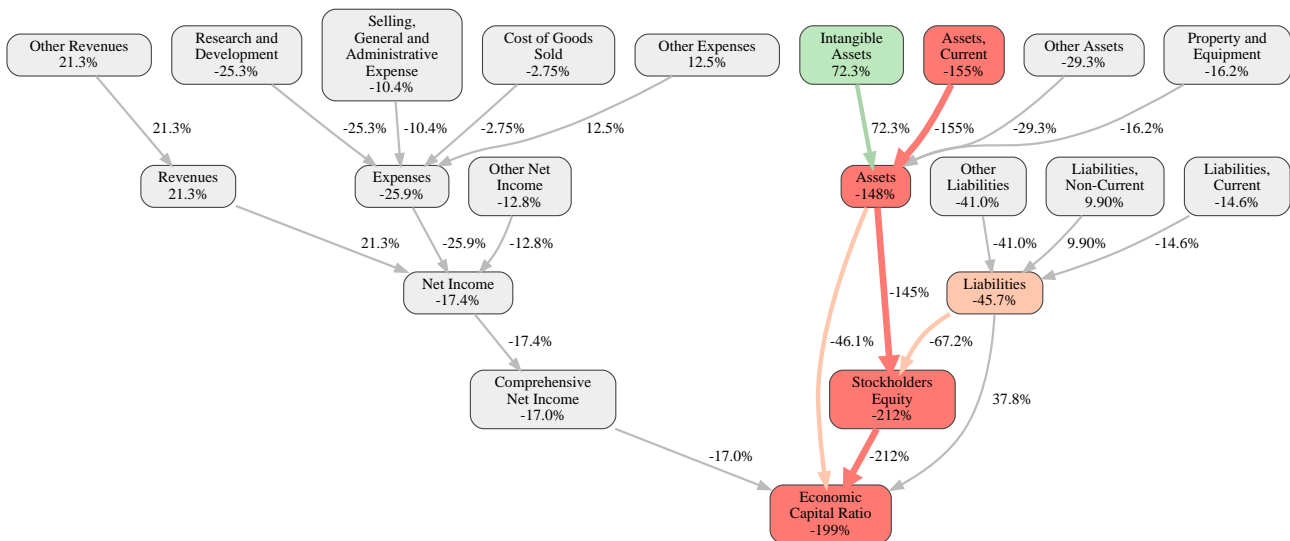 Other Revenues
21.3%
Research and
Development
-25.3%
Selling,
General and
Administrative
Expense
-10.4%
Cost of Goods
Sold
-2.75%
Other Expenses
12.5%
Intangible
Assets
72.3%
Assets,
Current
-155%
Other Assets
-29.3%
Property and
Equipment
-16.2%
21.3%
-25.3%
-10.4%
-2.75%
12.5%
72.3%
-155%
-29.3%
-16.2%
Revenues
21.3%
Expenses
-25.9%
Other Net
Income
-12.8%
Assets
-148%
Other
Liabilities
-41.0%
Liabilities,
Non-Current
9.90%
Liabilities,
Current
-14.6%
21.3%
-25.9%
-12.8%
-41.0%
9.90%
-14.6%
Net Income
-17.4%
-145%
Liabilities
-45.7%
-17.4%
-46.1%
-67.2%
Comprehensive
Net Income
-17.0%
Stockholders
Equity
-212%
37.8%
-17.0%
-212%
Economic
Capital Ratio
-199%